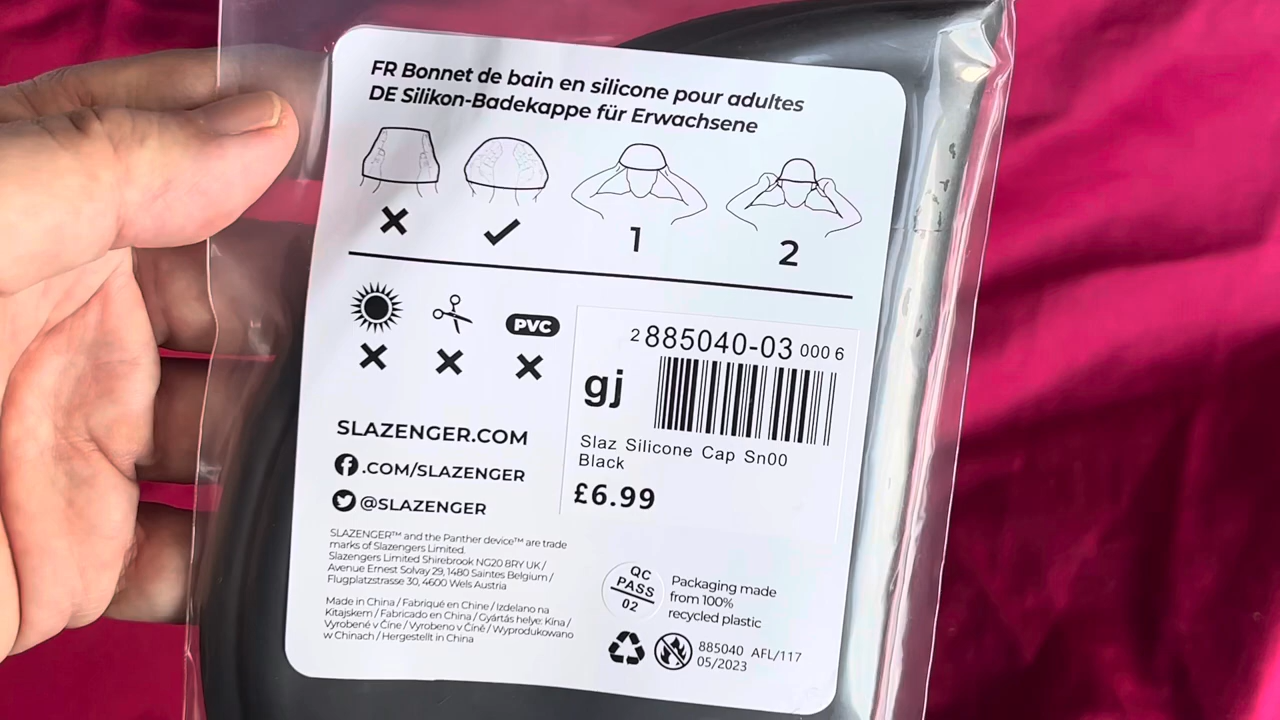 FR Bonnet de bain en silicone pour adultes
DE Silikon-Badekappe für Erwachsene
1
2
PVC
2 885040-03 000 6
gj
Slaz Silicone Cap Sn00
Black
£6.99
SLAZENGER.COM
.COM/SLAZENGER
@SLAZENGER
SLAZENGER™ and the Panther device™ are trade
marks of Slazengers Limited.
Slazengers Limited Shirebrook NG20 8RY UK /
Avenue Ernest Solvay 29, 1480 Saintes Belgium /
Flugplatzstrasse 30, 4600 Wels Austria
Made in China / Fabriqué en Chine / Izdelano na
Kitajskem / Fabricado en China / Gyártás helye: Kína /
Vyrobené v Číne / Vyrobeno v Číně / Wyprodukowano
w Chinach / Hergestellt in China
QC
PASS
02
Packaging made
from 100%
recycled plastic
885040 AFL/117
05/2023